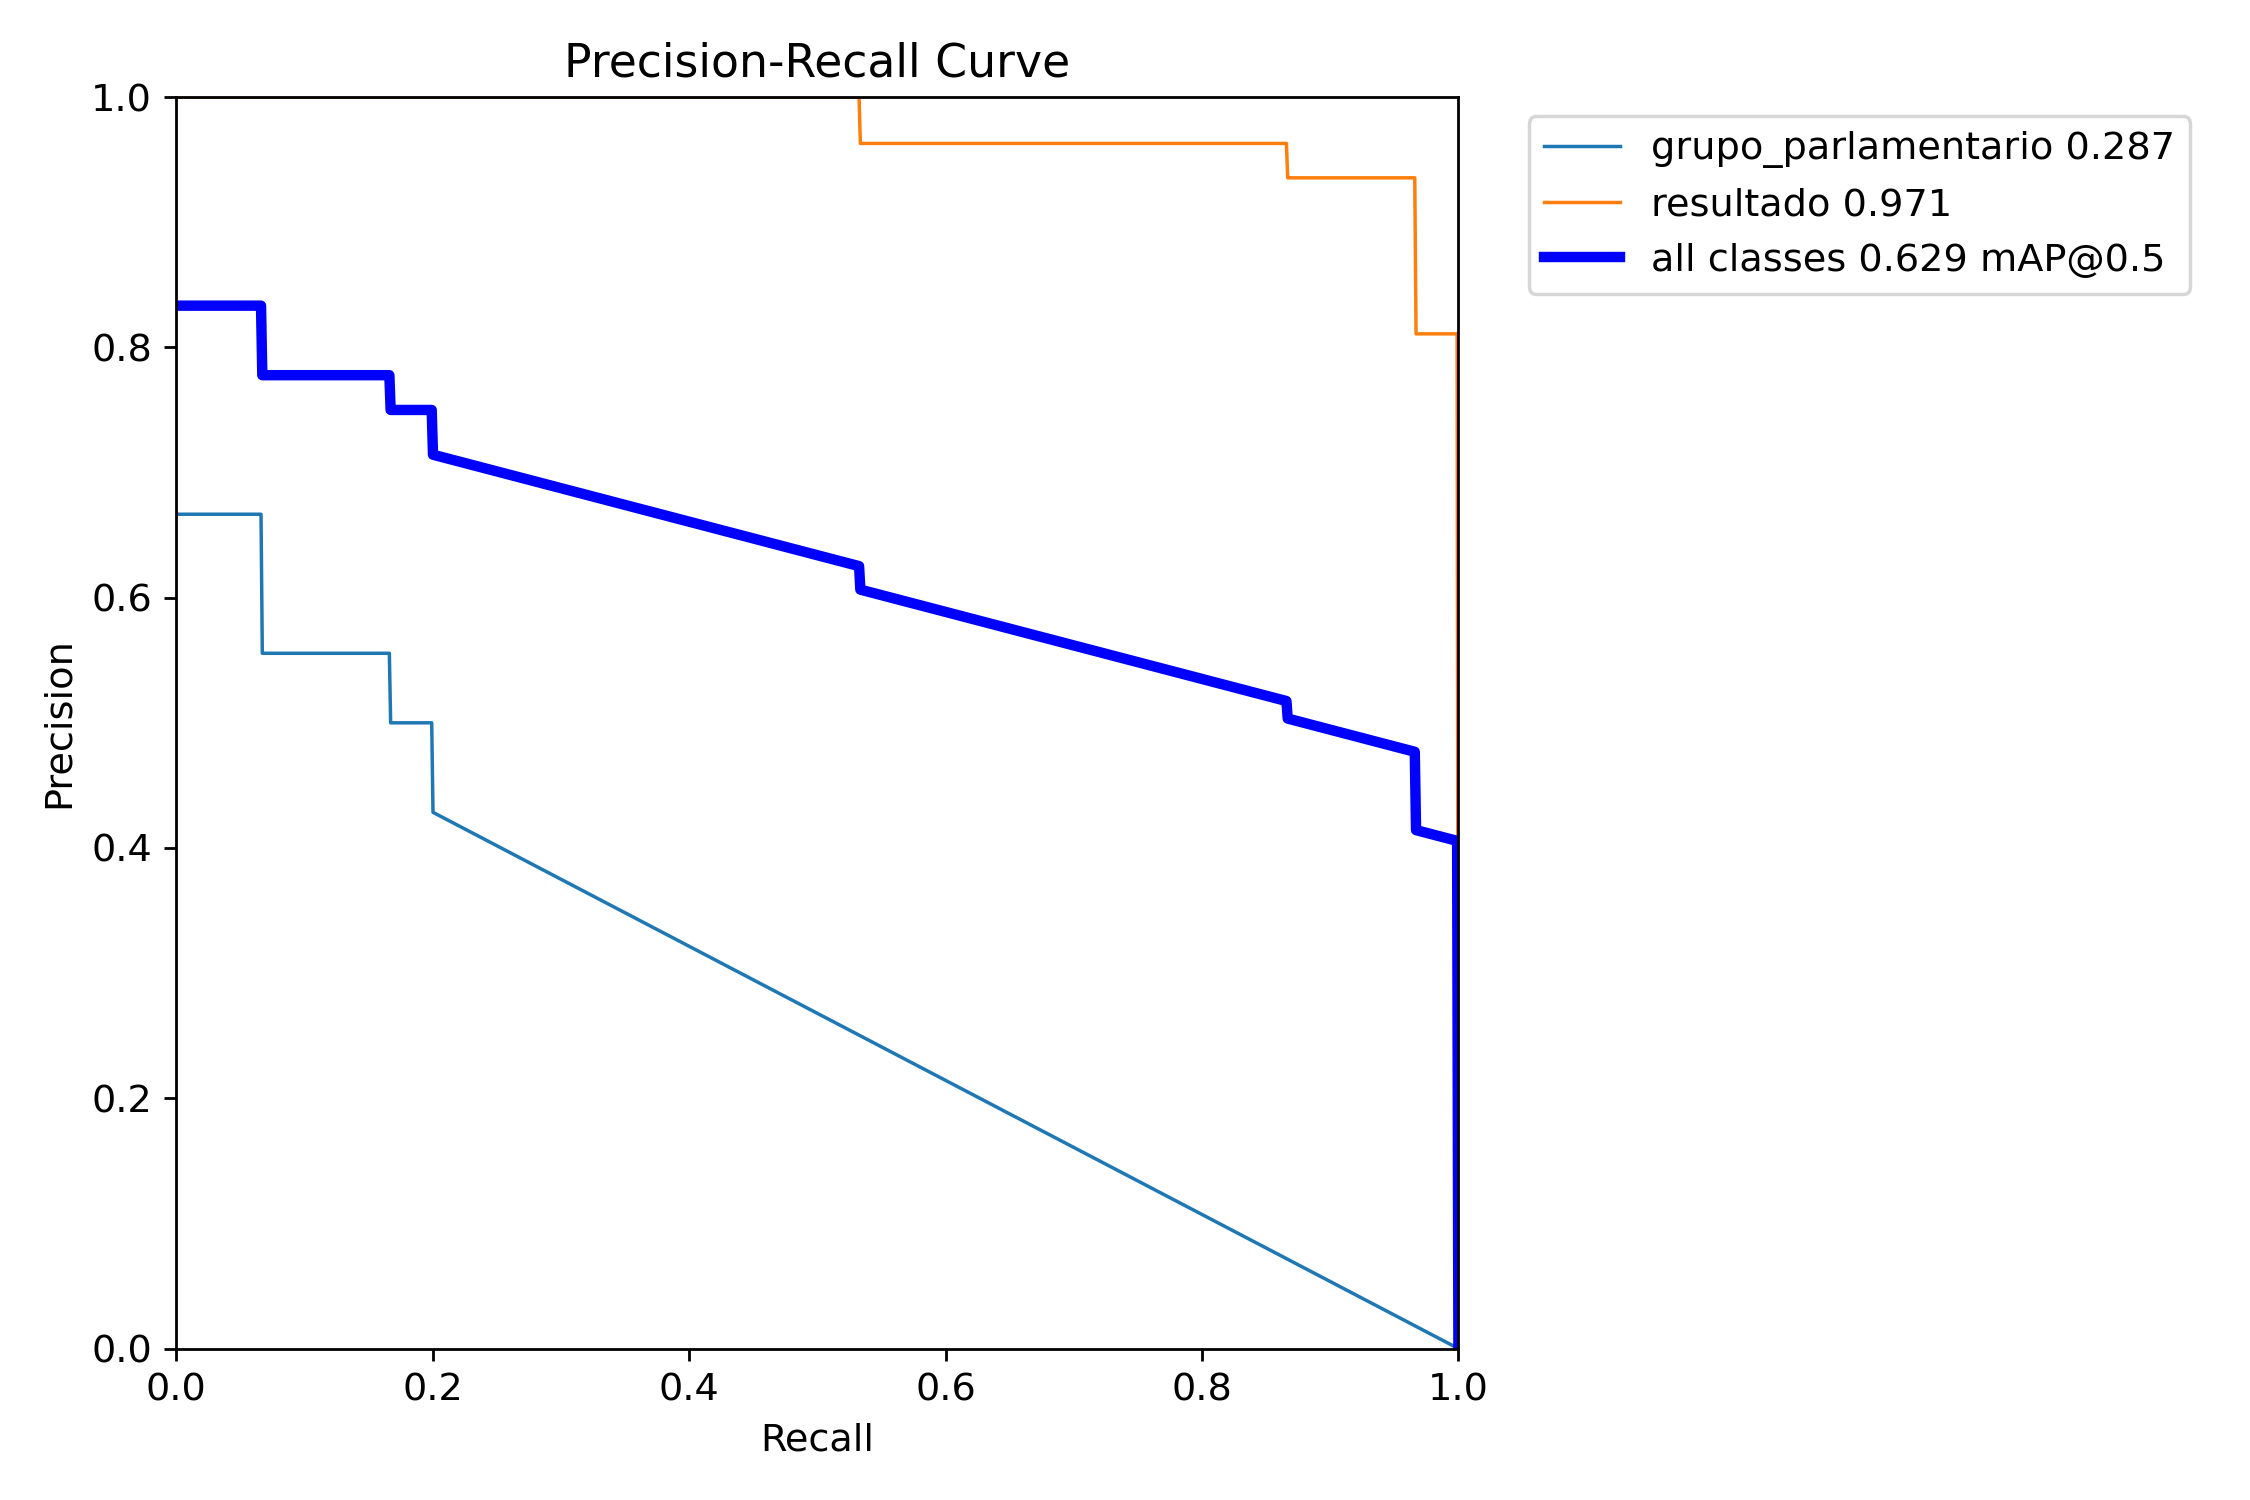 Precision-Recall Curve
1.0
0.8
0.6
0.4
0.2
0.0
Precision
0.0 0.2 0.4 0.6 0.8 1.0
Recall
grupo_parlamentario 0.287
resultado 0.971
all classes 0.629 mAP@0.5